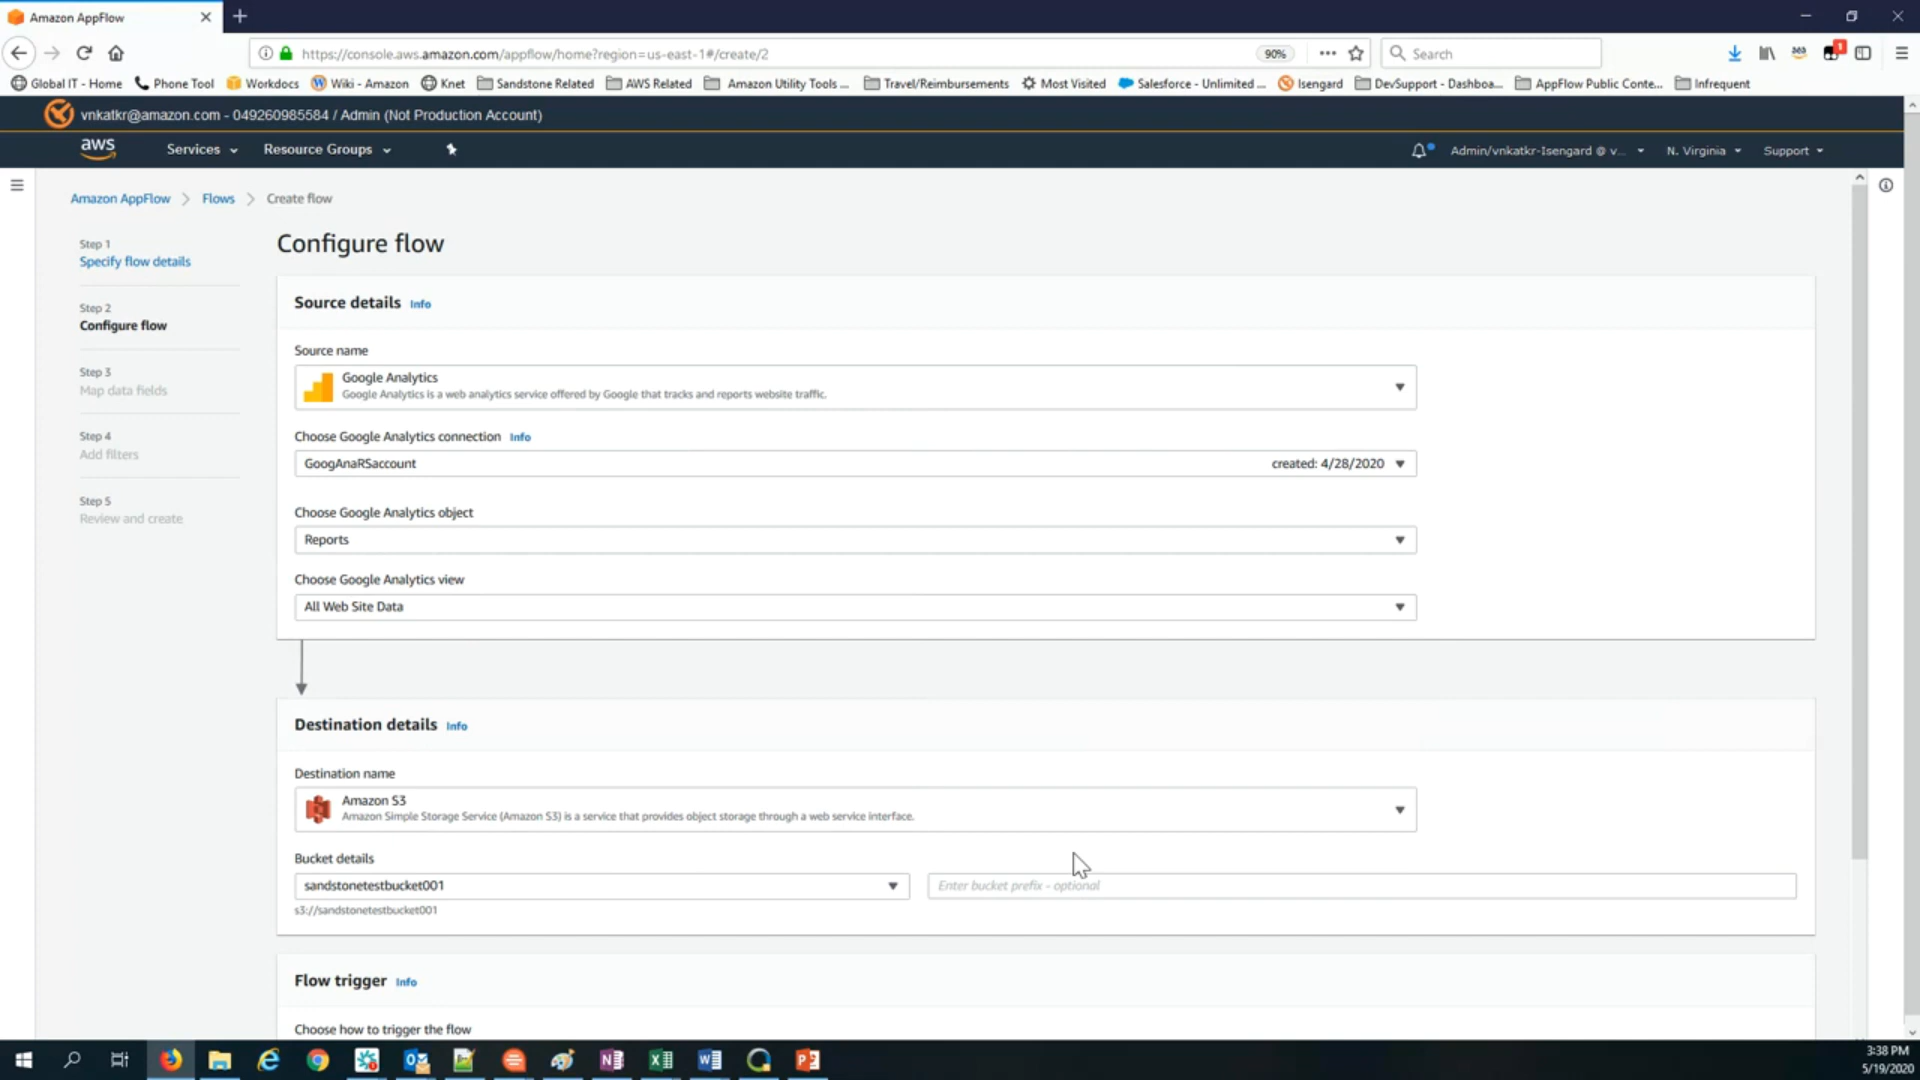 Amazon AppFlow
https://console.aws.amazon.com/appflow/home?region=us-east-1#/create/2
90%
Search
Global IT - Home
Phone Tool
Workdocs
Wiki - Amazon
Knet
Sandstone Related
AWS Related
Amazon Utility Tools ...
Travel/Reimbursements
Most Visited
Salesforce - Unlimited ...
Isengard
DevSupport - Dashboa...
AppFlow Public Conte...
Infrequent
vnkatkr@amazon.com - 049260985584 / Admin (Not Production Account)
aws
Services
Resource Groups
Admin/vnkatkr-Isengard @ v...
N. Virginia
Support
Amazon AppFlow > Flows > Create flow
Step 1
Specify flow details
Step 2
Configure flow
Step 3
Map data fields
Step 4
Add filters
Step 5
Review and create
Configure flow
Source details Info
Source name
Google Analytics
Google Analytics is a web analytics service offered by Google that tracks and reports website traffic.
Choose Google Analytics connection Info
GoogAnaRSaccount created: 4/28/2020
Choose Google Analytics object
Reports
Choose Google Analytics view
All Web Site Data
Destination details Info
Destination name
Amazon S3
Amazon Simple Storage Service (Amazon S3) is a service that provides object storage through a web service interface.
Bucket details
sandstonetestbucket001
Enter bucket prefix - optional
s3://sandstonetestbucket001
Flow trigger Info
Choose how to trigger the flow
3:38 PM
5/19/2020